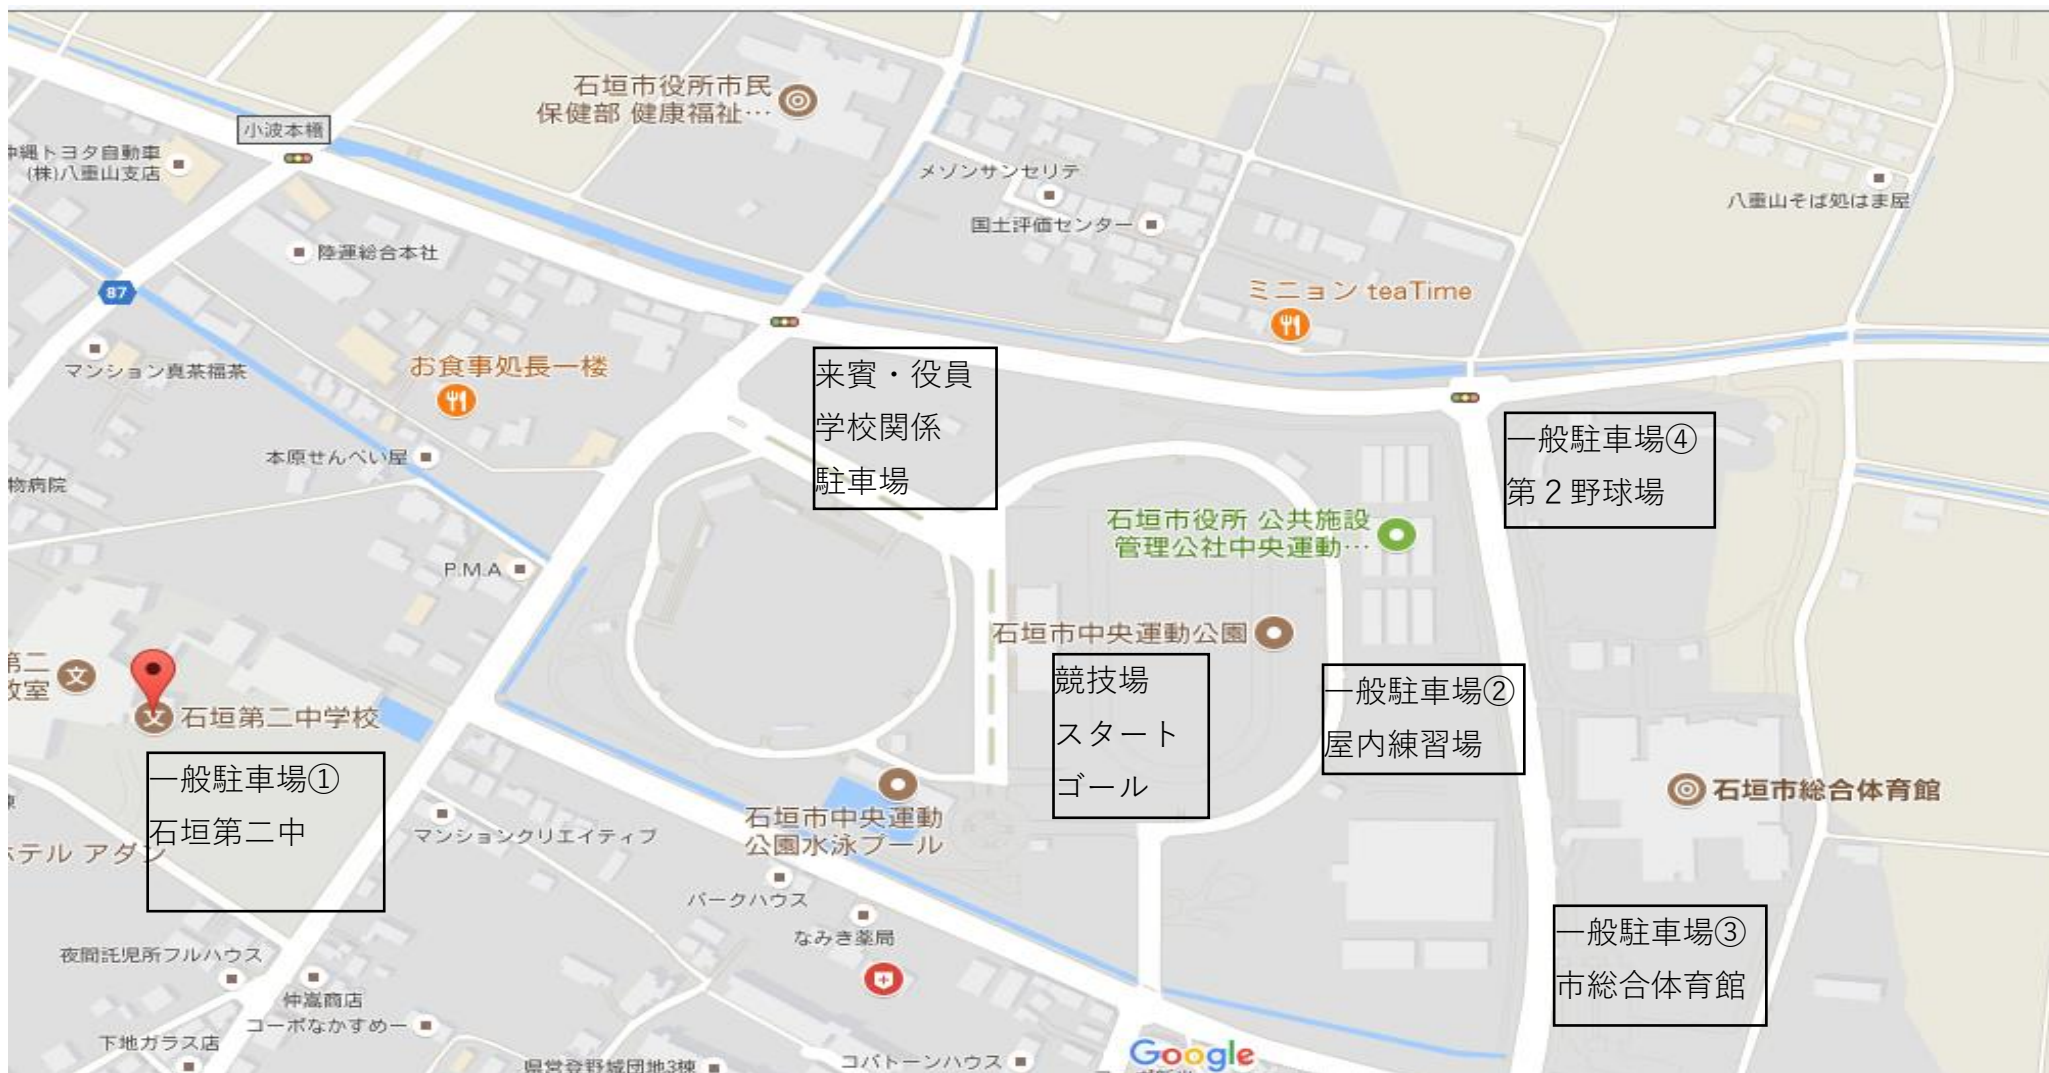 石垣市役所市民
保健部 健康福祉…
小波本橋
沖縄トヨタ自動車
(株)八重山支店
メゾンサンセリテ
国土評価センター
八重山そば処はま屋
陸運総合本社
87
ミニョン teaTime
マンション真茶福茶
お食事処長一楼
来賓・役員
学校関係
駐車場
一般駐車場④
第２野球場
本原せんべい屋
物病院
石垣市役所 公共施設
管理公社中央運動…
P.M.A
石垣市中央運動公園
第二
教室
石垣第二中学校
競技場
スタート
ゴール
一般駐車場②
屋内練習場
一般駐車場①
石垣第二中
石垣市総合体育館
石垣市中央運動
公園水泳プール
マンションクリエイティブ
ホテル アダン
パークハウス
なみき薬局
一般駐車場③
市総合体育館
夜間託児所フルハウス
仲嵩商店
コーポなかすめー
下地ガラス店
県営登野城団地3棟
コバトーンハウス
Google